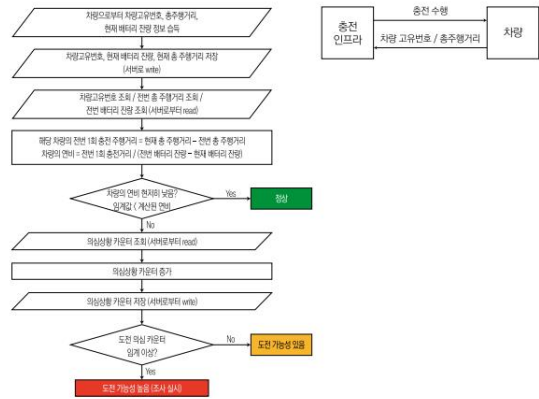 차량으로부터 차량고유번호, 총주행거리,
현재 배터리 잔량 정보 습득
차량고유번호, 현재 배터리 잔량, 현재 총 주행거리 저장
(서버로 write)
차량고유번호 조회 / 전번 총 주행거리 조회 /
전번 배터리 잔량 조회 (서버로부터 read)
해당 차량의 전번 1회 충전 주행거리 = 현재 총 주행거리 - 전번 총 주행거리
차량의 연비 = 전번 1회 충전거리 / (전번 배터리 잔량 - 현재 배터리 잔량)
차량의 연비 현저히 낮음?
임계값 < 계산된 연비
Yes
정상
No
의심상황 카운터 조회 (서버로부터 read)
의심상황 카운터 증가
의심상황 카운터 저장 (서버로부터 write)
도전 의심 카운터
임계 이상?
No
도전 가능성 있음
Yes
도전 가능성 높음 (조사 실시)
충전
인프라
충전 수행
차량 고유번호 / 총주행거리
차량